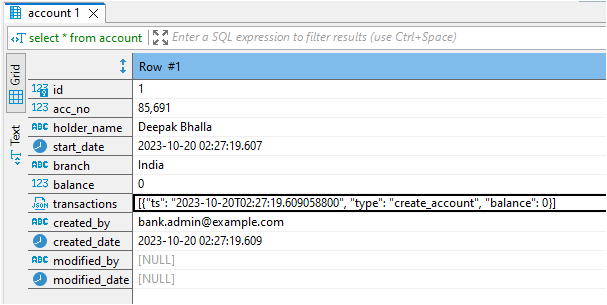 account 1
select * from account
Enter a SQL expression to filter results (use Ctrl+Space)
Grid
Text
Row #1
123 id 1
123 acc_no 85,691
ABC holder_name Deepak Bhalla
start_date 2023-10-20 02:27:19.607
ABC branch India
123 balance 0
JSON transactions [{"ts": "2023-10-20T02:27:19.609058800", "type": "create_account", "balance": 0}]
ABC created_by bank.admin@example.com
created_date 2023-10-20 02:27:19.609
ABC modified_by [NULL]
modified_date [NULL]